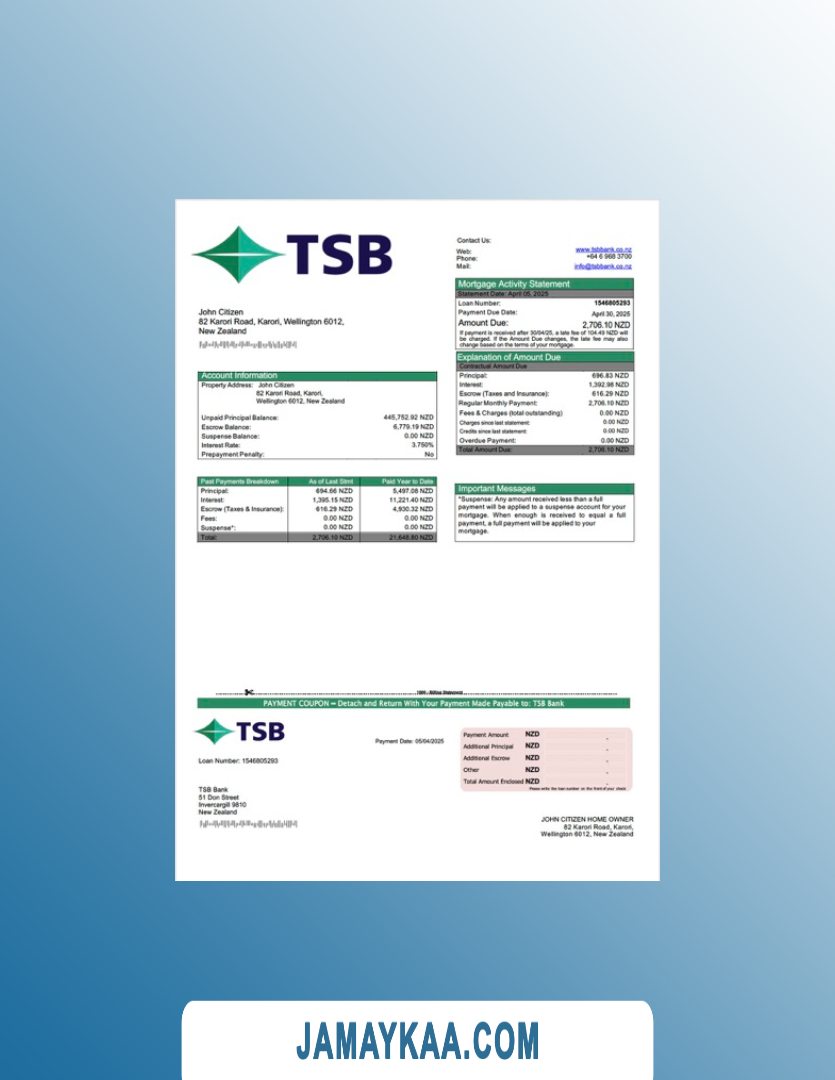 TSB
Contact Us:
Web: www.tsbbank.co.nz
Phone: +64 6 968 3700
Mail: info@tsbbank.co.nz
Mortgage Activity Statement
Statement Date: April 05, 2025
Loan Number: 1546805293
Payment Due Date: April 30, 2025
Amount Due: 2,706.10 NZD
If payment is received after 30/04/25, a late fee of 104.49 NZD will
be charged. If the Amount Due changes, the late fee may also
change based on the terms of your mortgage.
John Citizen
82 Karori Road, Karori, Wellington 6012,
New Zealand
Explanation of Amount Due
Contractual Amount Due
Principal: 696.83 NZD
Interest: 1,392.98 NZD
Escrow (Taxes and Insurance): 616.29 NZD
Regular Monthly Payment: 2,706.10 NZD
Fees & Charges (total outstanding) 0.00 NZD
Charges since last statement: 0.00 NZD
Credits since last statement: 0.00 NZD
Overdue Payment: 0.00 NZD
Total Amount Due: 2,706.10 NZD
Account Information
Property Address: John Citizen
82 Karori Road, Karori,
Wellington 6012, New Zealand
Unpaid Principal Balance: 445,752.92 NZD
Escrow Balance: 6,779.19 NZD
Suspense Balance: 0.00 NZD
Interest Rate: 3.750%
Prepayment Penalty: No
Past Payments Breakdown As of Last Stmt Paid Year to Date
Principal: 694.66 NZD 5,497.08 NZD
Interest: 1,395.15 NZD 11,221.40 NZD
Escrow (Taxes & Insurance): 616.29 NZD 4,930.32 NZD
Fees: 0.00 NZD 0.00 NZD
Suspense*: 0.00 NZD 0.00 NZD
Total: 2,706.10 NZD 21,648.80 NZD
Important Messages
*Suspense: Any amount received less than a full
payment will be applied to a suspense account for your
mortgage. When enough is received to equal a full
payment, a full payment will be applied to your
mortgage.
PAYMENT COUPON – Detach and Return With Your Payment Made Payable to: TSB Bank
TSB
Payment Date: 05/04/2025
Loan Number: 1546805293
Payment Amount NZD -
Additional Principal NZD -
Additional Escrow NZD -
Other NZD -
Total Amount Enclosed NZD -
Please write the loan number on the front of your check.
TSB Bank
51 Don Street
Invercargill 9810
New Zealand
JOHN CITIZEN HOME OWNER
82 Karori Road, Karori,
Wellington 6012, New Zealand
JAMAYKAA.COM